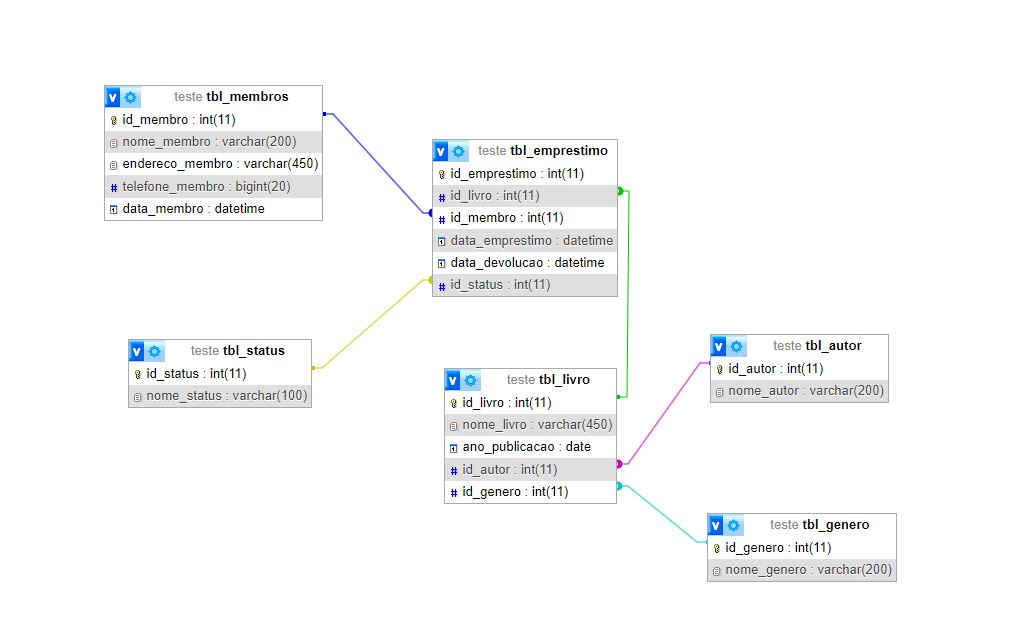 teste tbl_membros
id_membro : int(11)
nome_membro : varchar(200)
endereco_membro : varchar(450)
telefone_membro : bigint(20)
data_membro : datetime
teste tbl_emprestimo
id_emprestimo : int(11)
id_livro : int(11)
id_membro : int(11)
data_emprestimo : datetime
data_devolucao : datetime
id_status : int(11)
teste tbl_status
id_status : int(11)
nome_status : varchar(100)
teste tbl_livro
id_livro : int(11)
nome_livro : varchar(450)
ano_publicacao : date
id_autor : int(11)
id_genero : int(11)
teste tbl_autor
id_autor : int(11)
nome_autor : varchar(200)
teste tbl_genero
id_genero : int(11)
nome_genero : varchar(200)